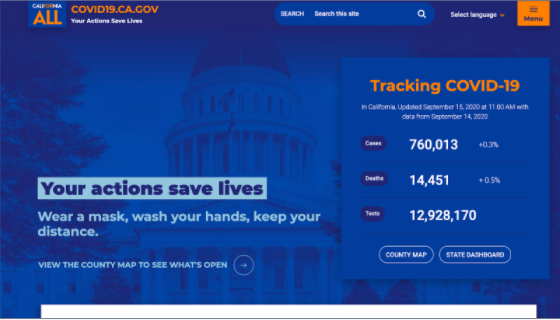 CALIFORNIA
ALL
COVID19.CA.GOV
Your Actions Save Lives
SEARCH Search this site
Select language
Menu
Tracking COVID-19
In California, Updated September 15, 2020 at 11:00 AM with
data from September 14, 2020
Cases 760,013 +0.3%
Deaths 14,451 + 0.5%
Tests 12,928,170
COUNTY MAP STATE DASHBOARD
Your actions save lives
Wear a mask, wash your hands, keep your
distance.
VIEW THE COUNTY MAP TO SEE WHAT'S OPEN